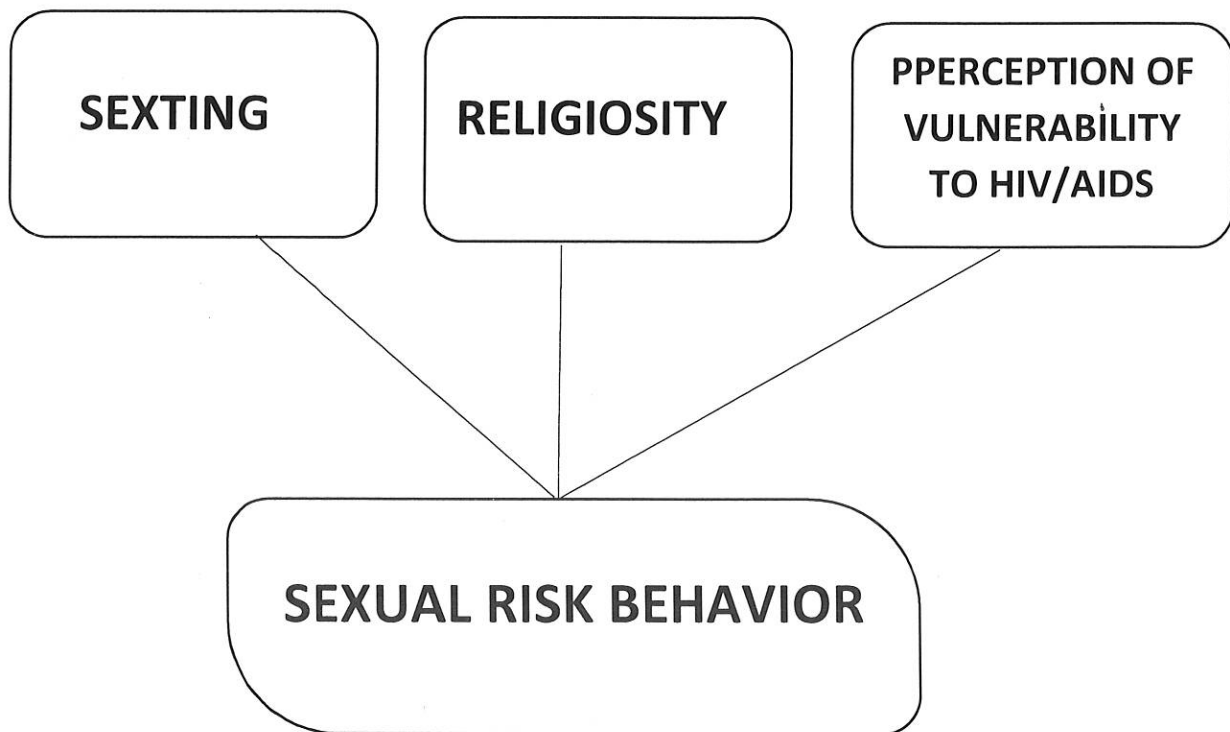 SEXTING
RELIGIOSITY
PPERCEPTION OF
VULNERABILITY
TO HIV/AIDS
SEXUAL RISK BEHAVIOR